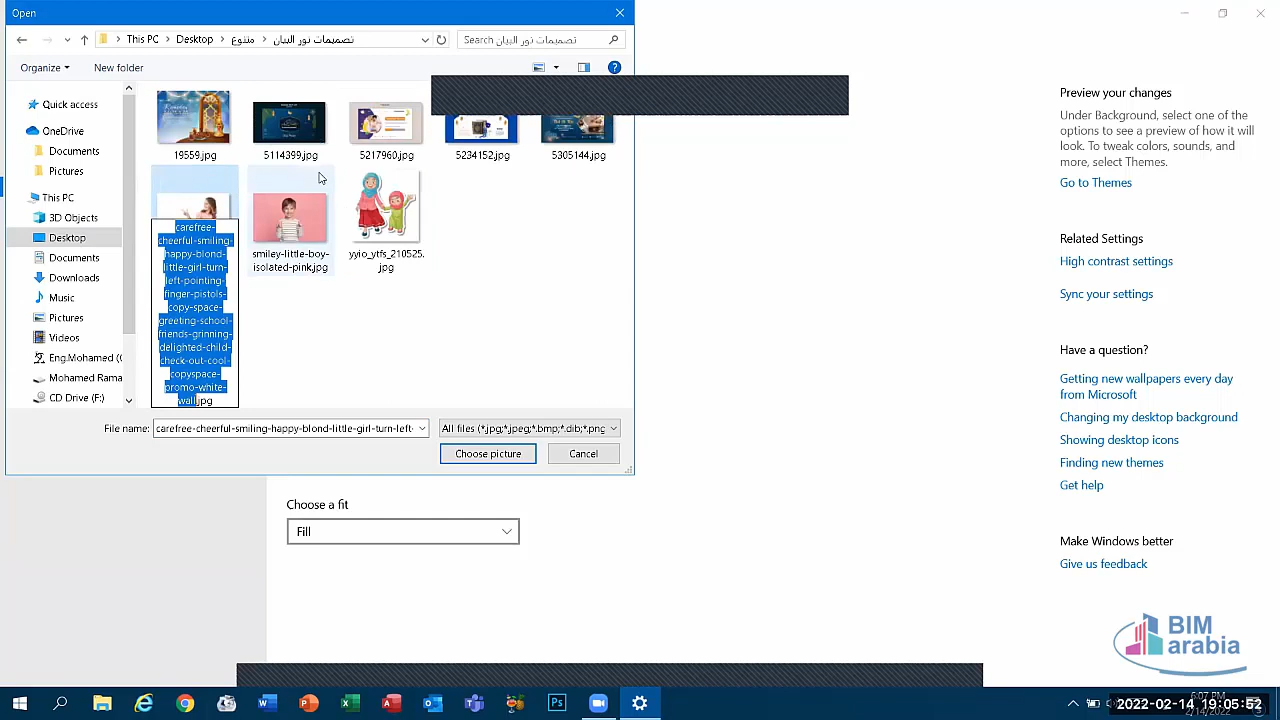 Open
This PC > Desktop > متنوع > تصميمات نور البيان
Search تصميمات نور البيان
Organize
New folder
Quick access
OneDrive
Documents
Pictures
This PC
3D Objects
Desktop
Documents
Downloads
Music
Pictures
Videos
Eng.Mohamed (
Mohamed Rama
CD Drive (F:)
19559.jpg
5114399.jpg
5217960.jpg
5234152.jpg
5305144.jpg
carefree-
cheerful-smiling-
happy-blond-
little-girl-turn-
left-pointing-
finger-pistols-
copy-space-
greeting-school-
friends-grinning-
delighted-child-
check-out-cool-
copyspace-
promo-white-
wall.jpg
smiley-little-boy-
isolated-pink.jpg
yyio_ytfs_210525.
jpg
File name:
carefree-cheerful-smiling-happy-blond-little-girl-turn-left-
All files (*.jpg;*.jpeg;*.bmp;*.dib;*.png
Choose picture
Cancel
Choose a fit
Fill
Preview your changes
Under Background, select one of the
options to see a preview of how it will
look. To tweak colors, sounds, and
more, select Themes.
Go to Themes
Related Settings
High contrast settings
Sync your settings
Have a question?
Getting new wallpapers every day
from Microsoft
Changing my desktop background
Showing desktop icons
Finding new themes
Get help
Make Windows better
Give us feedback
BIM
arabia
6:07 PM
2/14/2022
2022-02-14 19:05:52